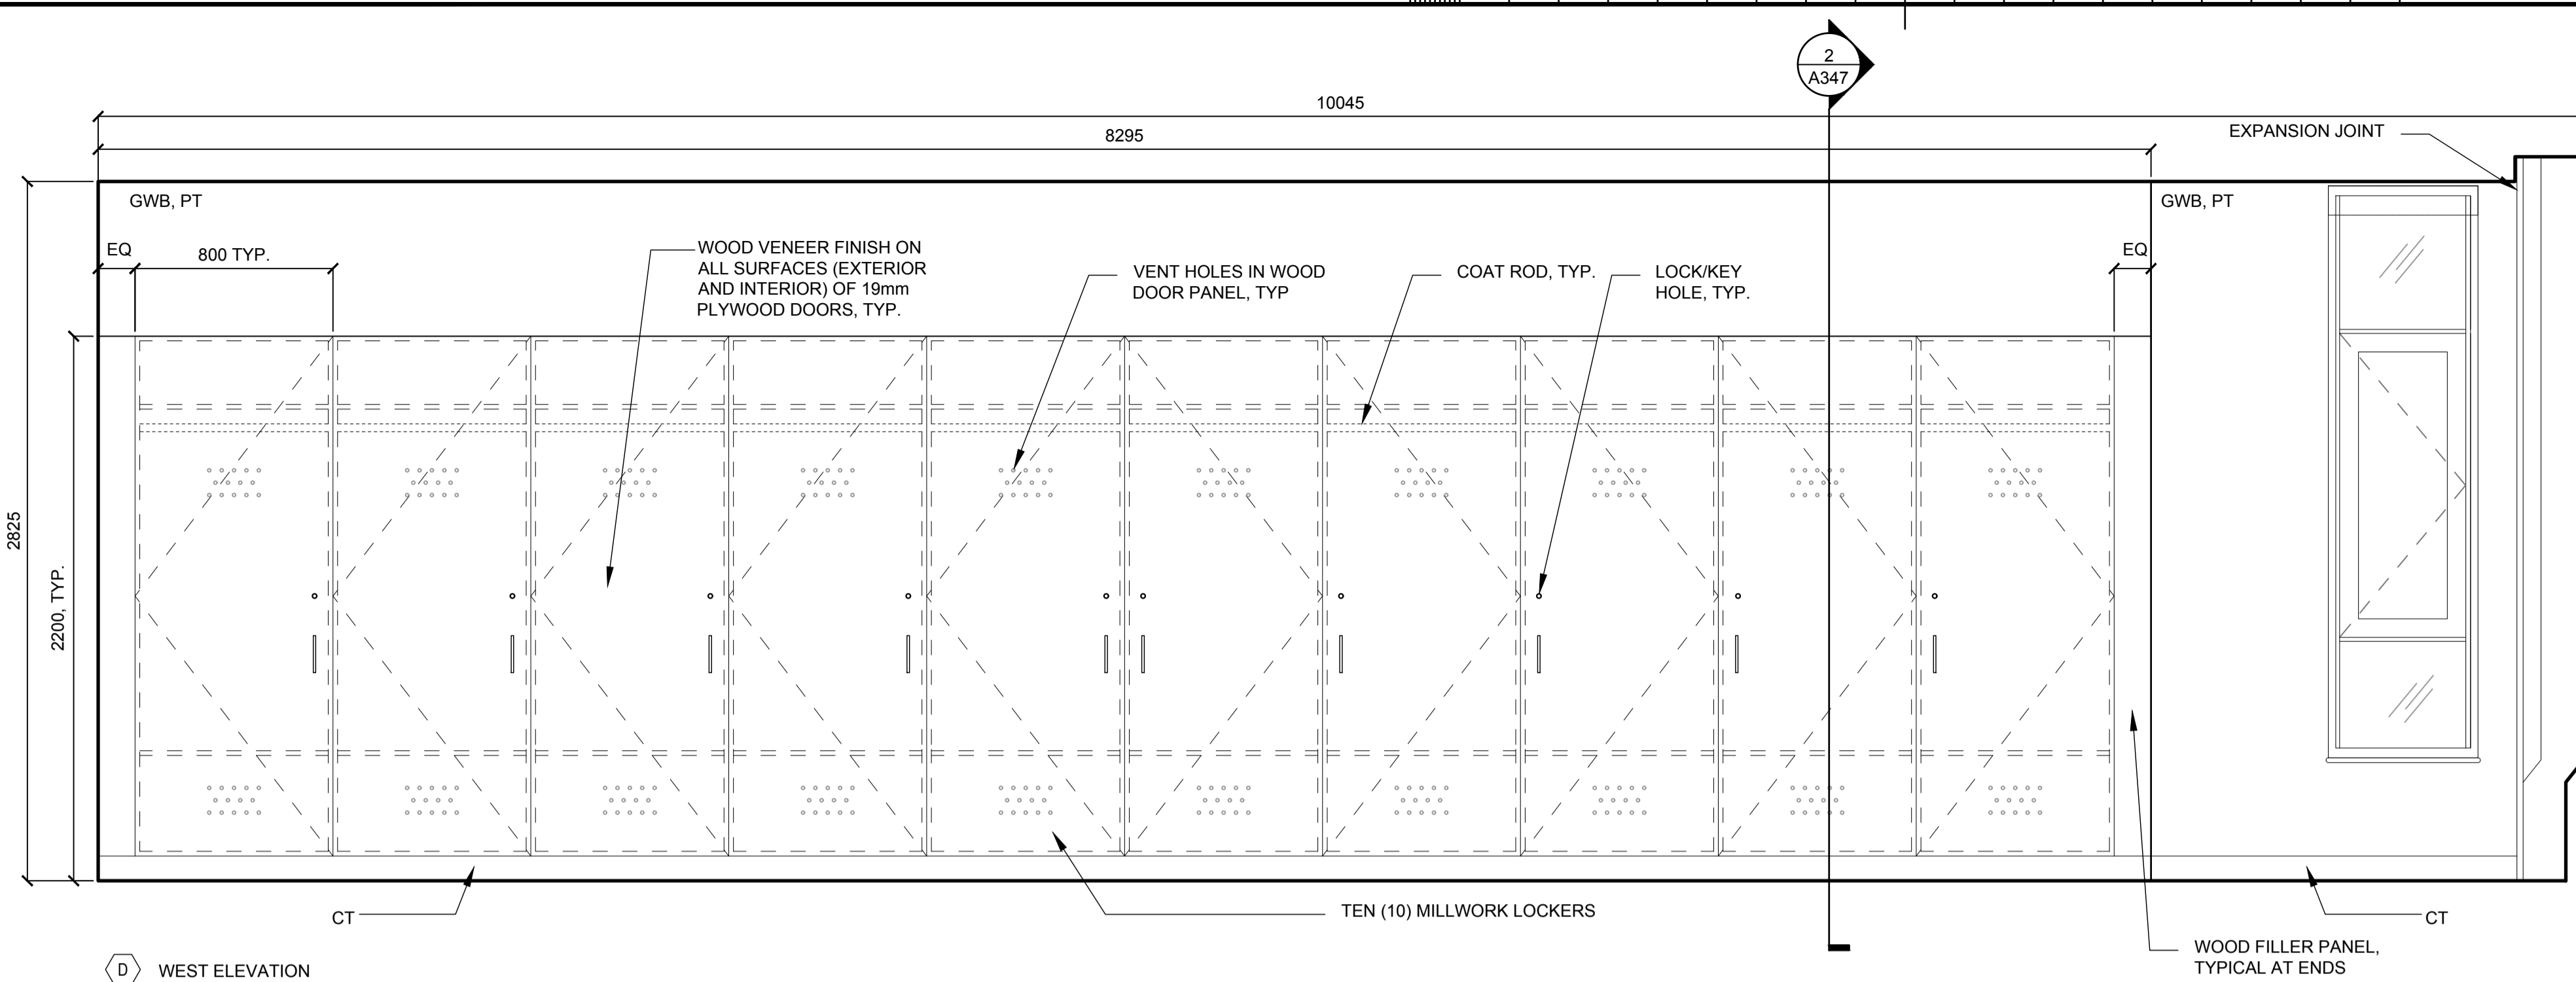 2
A347
10045
8295
EXPANSION JOINT
GWB, PT
GWB, PT
EQ
800 TYP.
WOOD VENEER FINISH ON
ALL SURFACES (EXTERIOR
AND INTERIOR) OF 19mm
PLYWOOD DOORS, TYP.
VENT HOLES IN WOOD
DOOR PANEL, TYP
COAT ROD, TYP.
LOCK/KEY
HOLE, TYP.
EQ
2825
2200, TYP.
CT
TEN (10) MILLWORK LOCKERS
CT
WOOD FILLER PANEL,
TYPICAL AT ENDS
D
WEST ELEVATION